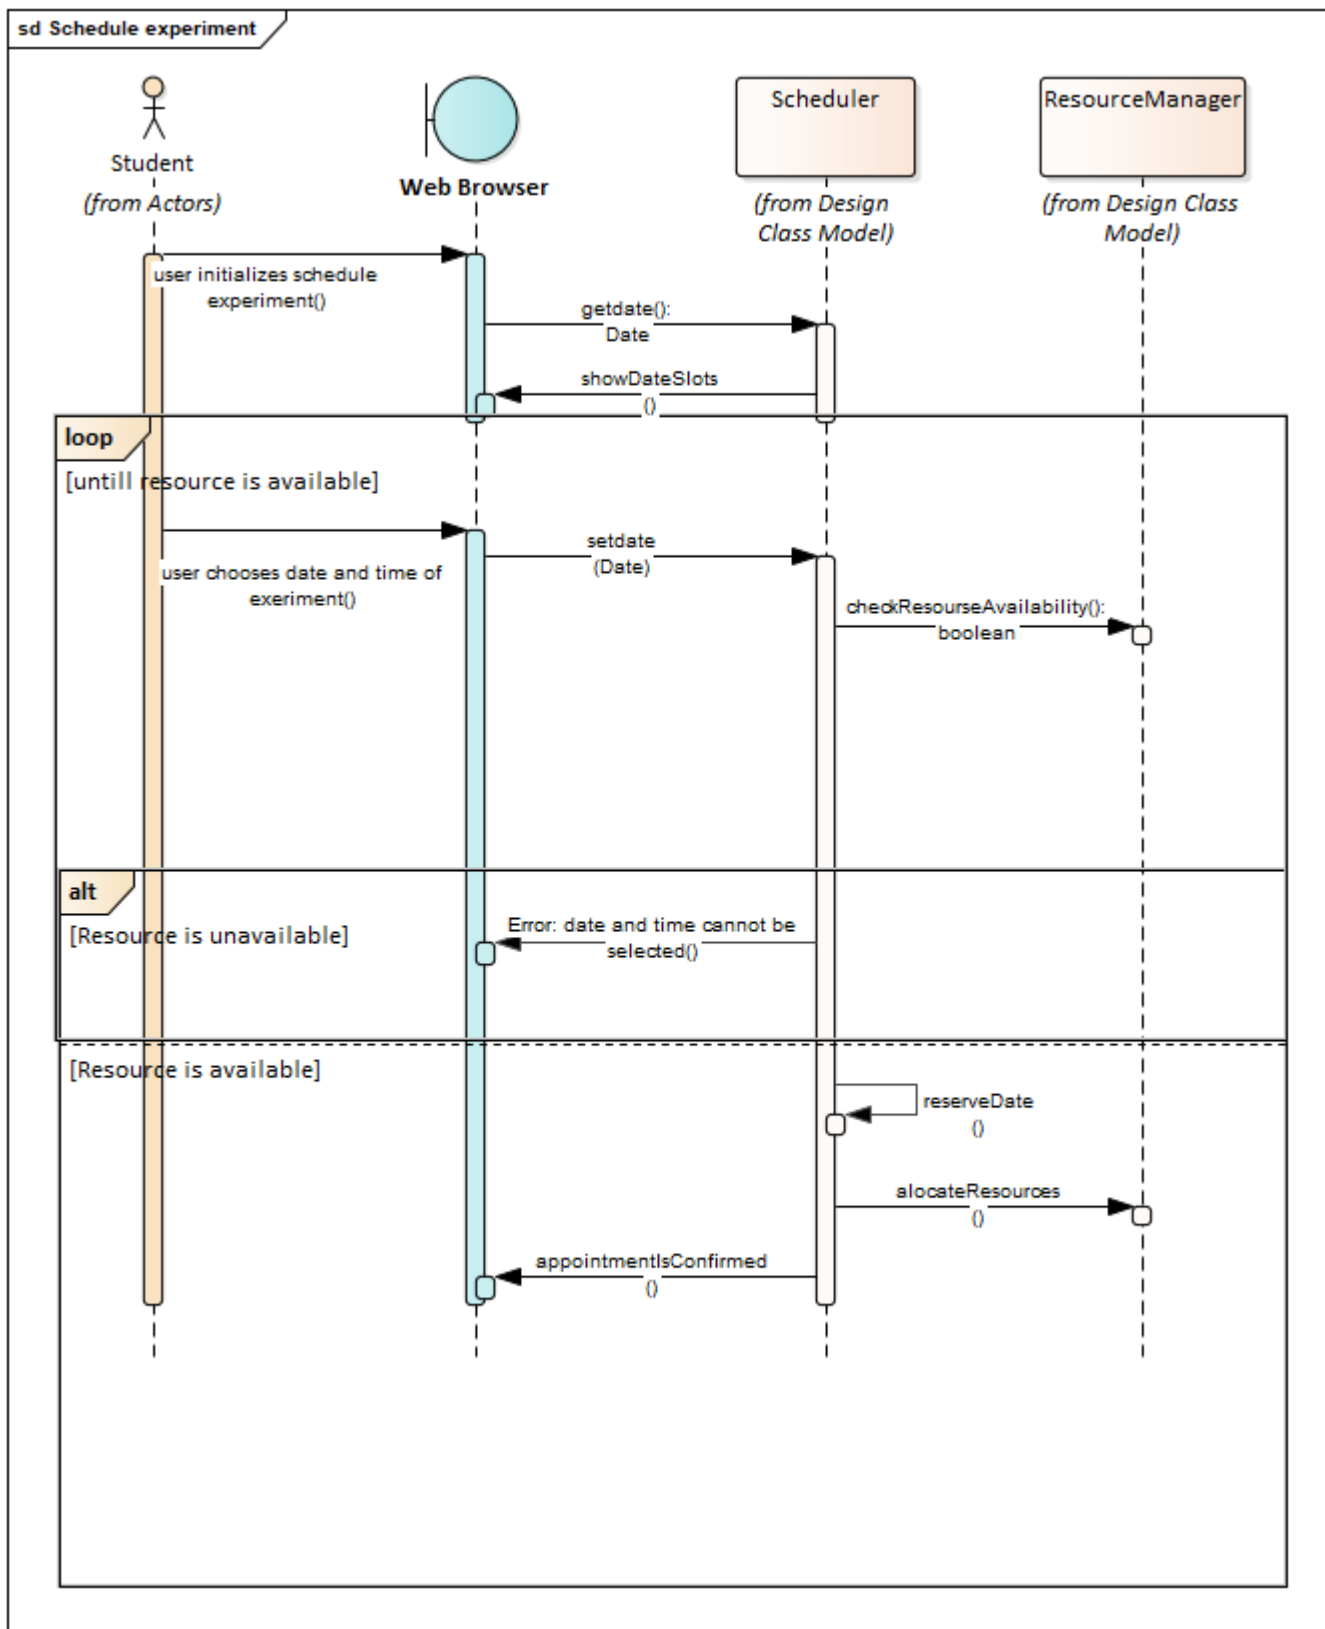 sd Schedule experiment
Student
(from Actors)
Web Browser
Scheduler
(from Design
Class Model)
ResourceManager
(from Design Class
Model)
user initializes schedule
experiment()
getdate():
Date
showDateSlots
()
loop
[untill resource is available]
user chooses date and time of
exeriment()
setdate
(Date)
checkResourseAvailability():
boolean
alt
[Resource is unavailable]
Error: date and time cannot be
selected()
[Resource is available]
reserveDate
()
alocateResources
()
appointmentIsConfirmed
()